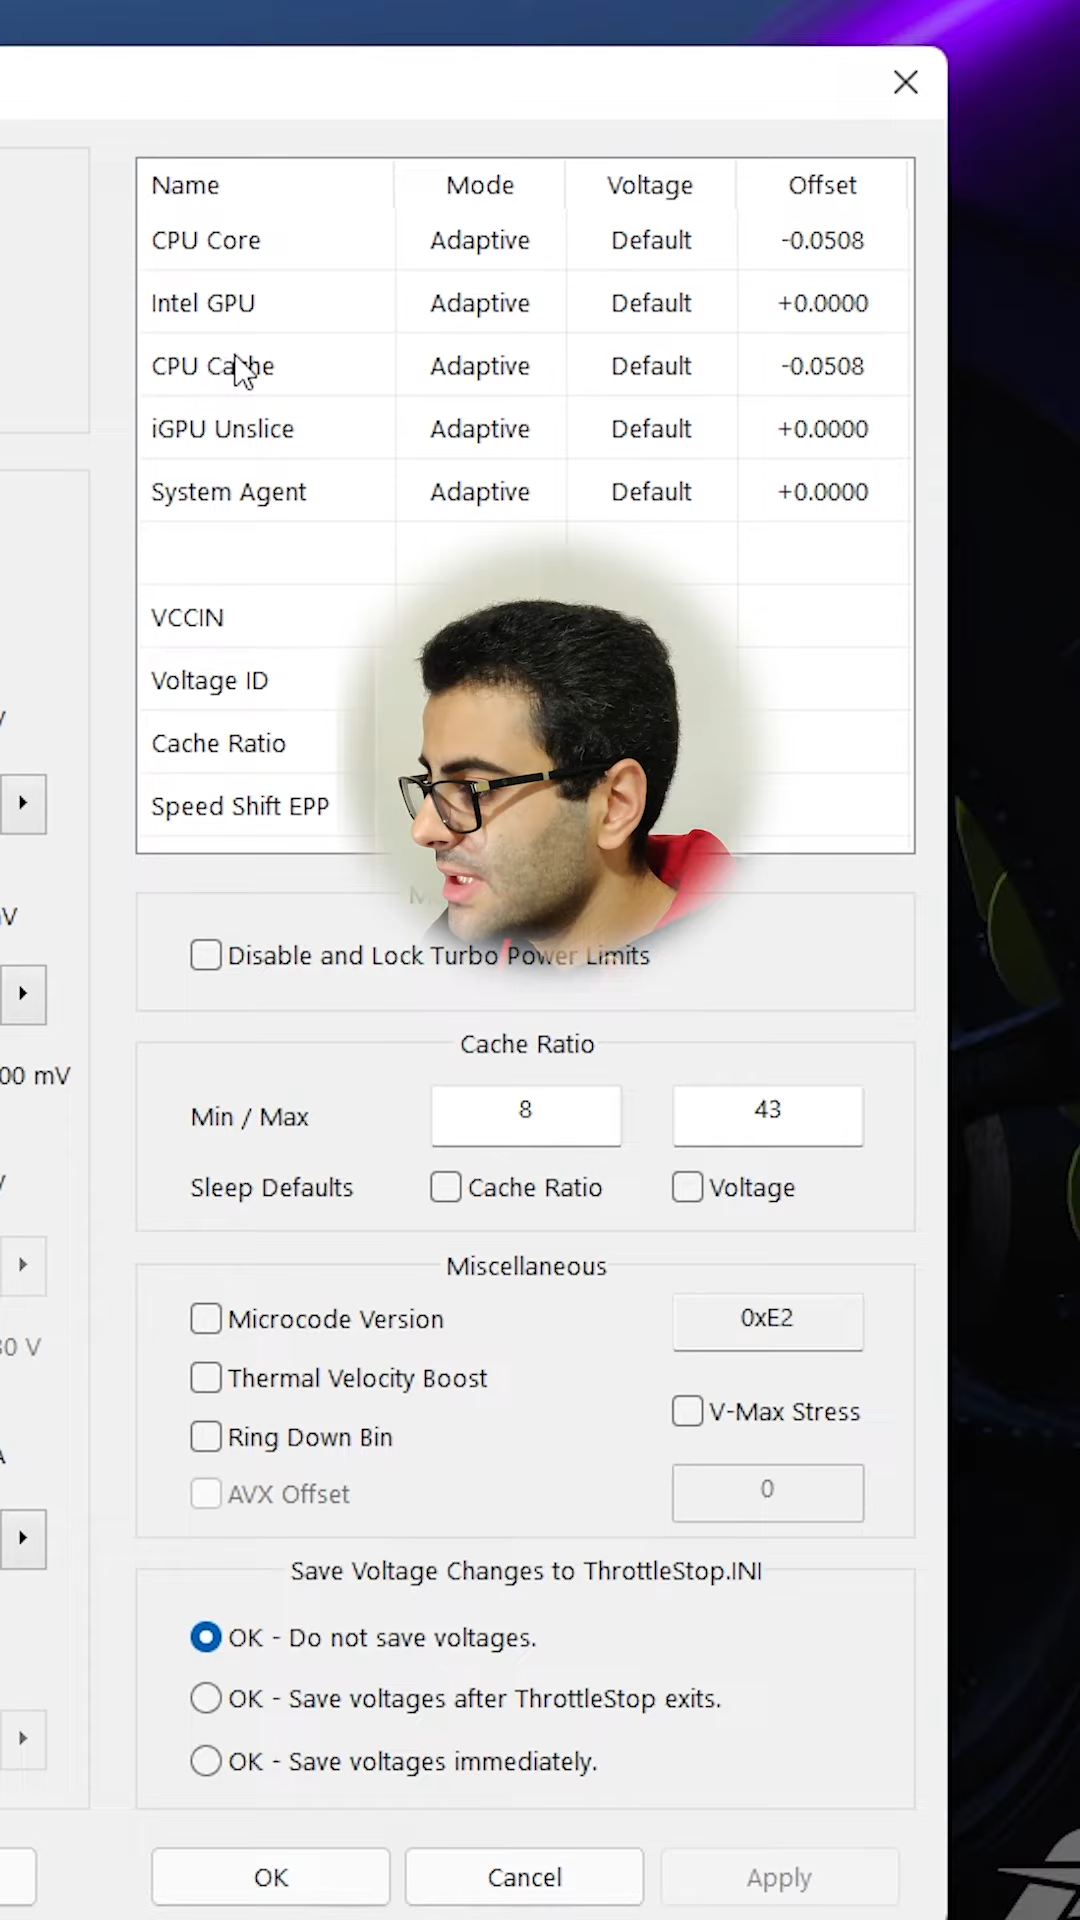 Name Mode Voltage Offset
CPU Core Adaptive Default -0.0508
Intel GPU Adaptive Default +0.0000
CPU Cache Adaptive Default -0.0508
iGPU Unslice Adaptive Default +0.0000
System Agent Adaptive Default +0.0000
VCCIN
Voltage ID
Cache Ratio
Speed Shift EPP
Disable and Lock Turbo Power Limits
00 mV
Cache Ratio
Min / Max 8 43
Sleep Defaults Cache Ratio Voltage
Miscellaneous
Microcode Version 0xE2
Thermal Velocity Boost
V-Max Stress
Ring Down Bin
AVX Offset 0
Save Voltage Changes to ThrottleStop.INI
OK - Do not save voltages.
OK - Save voltages after ThrottleStop exits.
OK - Save voltages immediately.
OK Cancel Apply